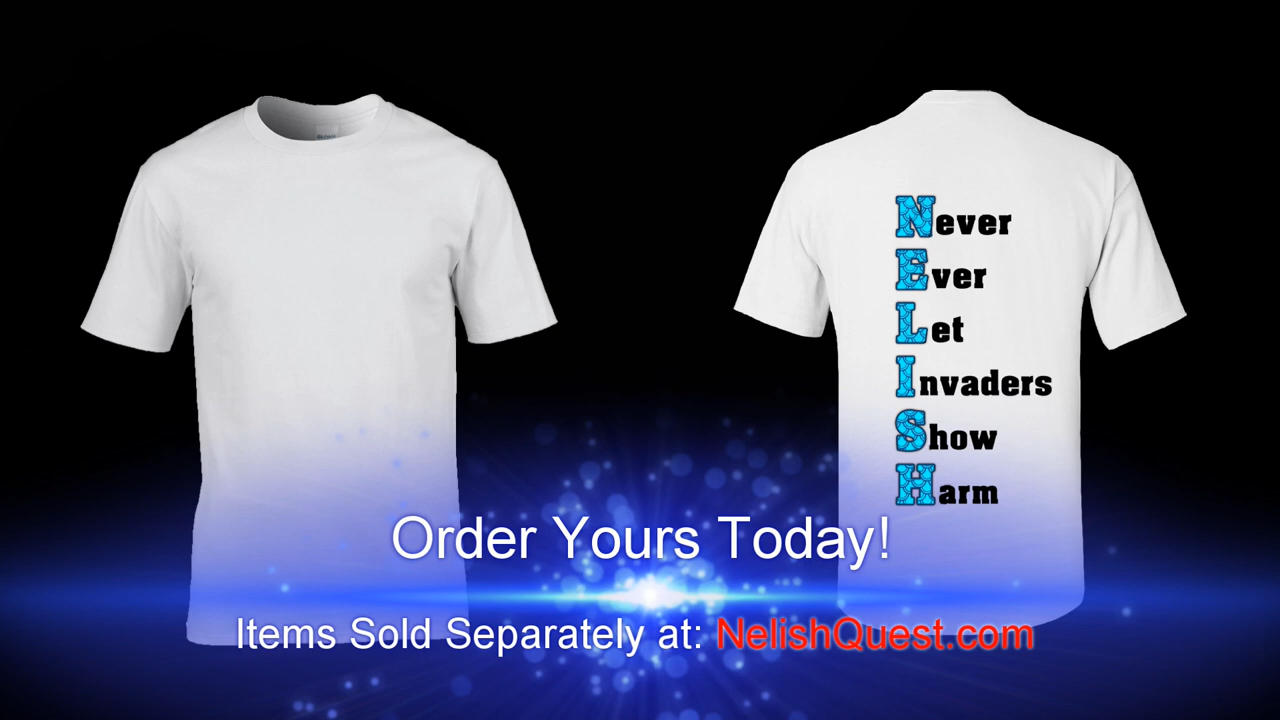 Never
Ever
Let
Invaders
Show
Harm
Order Yours Today!
Items Sold Separately at: NelishQuest.com